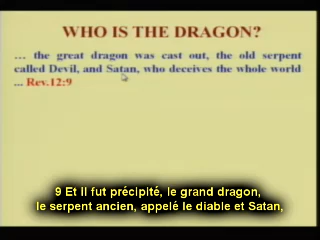 WHO IS THE DRAGON?
... the great dragon was cast out, the old serpent
called Devil, and Satan, who deceives the whole world
... Rev.12:9
9 Et il fut précipité, le grand dragon,
le serpent ancien, appelé le diable et Satan,